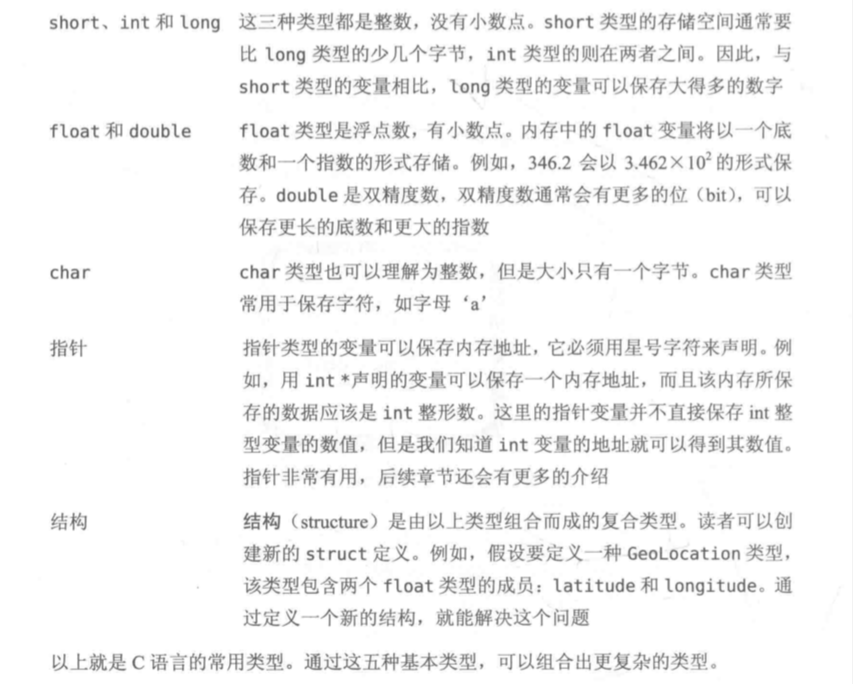 short、int 和 long 这三种类型都是整数，没有小数点。short 类型的存储空间通常要
比 long 类型的少几个字节，int 类型的则在两者之间。因此，与
short 类型的变量相比，long 类型的变量可以保存大得多的数字
float 和 double float 类型是浮点数，有小数点。内存中的 float 变量将以一个底
数和一个指数的形式存储。例如，346.2 会以 3.462×10² 的形式保
存。double 是双精度数，双精度数通常会有更多的位（bit），可以
保存更长的底数和更大的指数
char char 类型也可以理解为整数，但是大小只有一个字节。char 类型
常用于保存字符，如字母‘a’
指针 指针类型的变量可以保存内存地址，它必须用星号字符来声明。例
如，用 int *声明的变量可以保存一个内存地址，而且该内存所保
存的数据应该是 int 整形数。这里的指针变量并不直接保存 int 整
型变量的数值，但是我们知道 int 变量的地址就可以得到其数值。
指针非常有用，后续章节还会有更多的介绍
结构 结构（structure）是由以上类型组合而成的复合类型。读者可以创
建新的 struct 定义。例如，假设要定义一种 GeoLocation 类型，
该类型包含两个 float 类型的成员：latitude 和 longitude。通
过定义一个新的结构，就能解决这个问题
以上就是 C 语言的常用类型。通过这五种基本类型，可以组合出更复杂的类型。